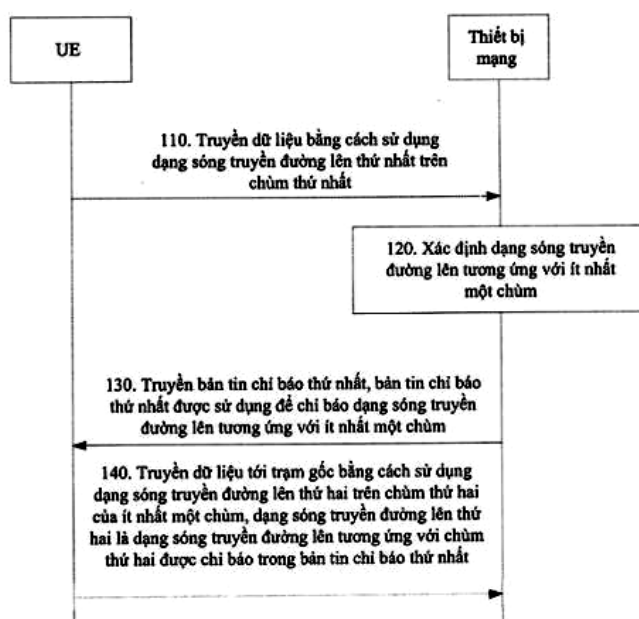 UE
Thiết bị
mạng
110. Truyền dữ liệu bằng cách sử dụng
dạng sóng truyền đường lên thứ nhất trên
chùm thứ nhất
120. Xác định dạng sóng truyền
đường lên tương ứng với ít nhất
một chùm
130. Truyền bản tin chỉ báo thứ nhất, bản tin chỉ báo
thứ nhất được sử dụng để chỉ báo dạng sóng truyền
đường lên tương ứng với ít nhất một chùm
140. Truyền dữ liệu tới trạm gốc bằng cách sử dụng
dạng sóng truyền đường lên thứ hai trên chùm thứ hai
của ít nhất một chùm, dạng sóng truyền đường lên thứ
hai là dạng sóng truyền đường lên tương ứng với chùm
thứ hai được chỉ báo trong bản tin chỉ báo thứ nhất